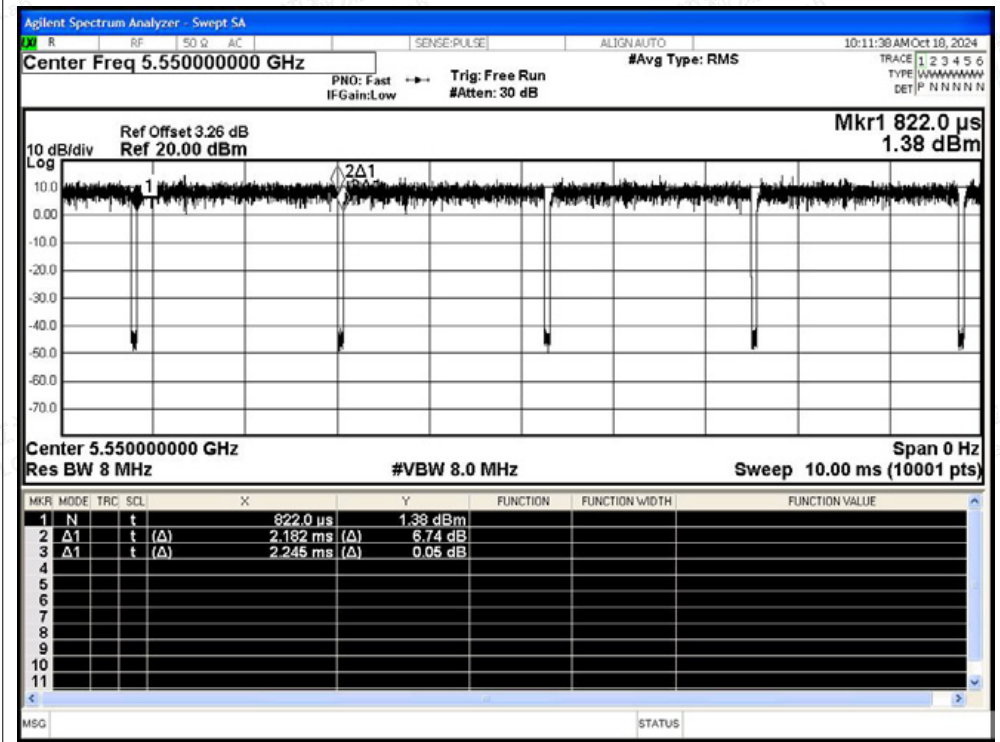 Agilent Spectrum Analyzer - Swept SA
R RF 50 Ω AC SENSE:PULSE ALIGN AUTO 10:11:38 AM Oct 18, 2024
Center Freq 5.550000000 GHz #Avg Type: RMS TRACE 1 2 3 4 5 6
PNO: Fast Trig: Free Run TYPE
IFGain:Low #Atten: 30 dB DET P N N N N N
Mkr1 822.0 µs
Ref Offset 3.26 dB
10 dB/div Ref 20.00 dBm 1.38 dBm
Log
2Δ1
10.0 1
0.00
-10.0
-20.0
-30.0
-40.0
-50.0
-60.0
-70.0
Center 5.550000000 GHz Span 0 Hz
Res BW 8 MHz #VBW 8.0 MHz Sweep 10.00 ms (10001 pts)
MKR MODE TRC SCL X Y FUNCTION FUNCTION WIDTH FUNCTION VALUE
1 N t 822.0 µs 1.38 dBm
2 Δ1 t (Δ) 2.182 ms (Δ) 6.74 dB
3 Δ1 t (Δ) 2.245 ms (Δ) 0.05 dB
4
5
6
7
8
9
10
11
MSG STATUS